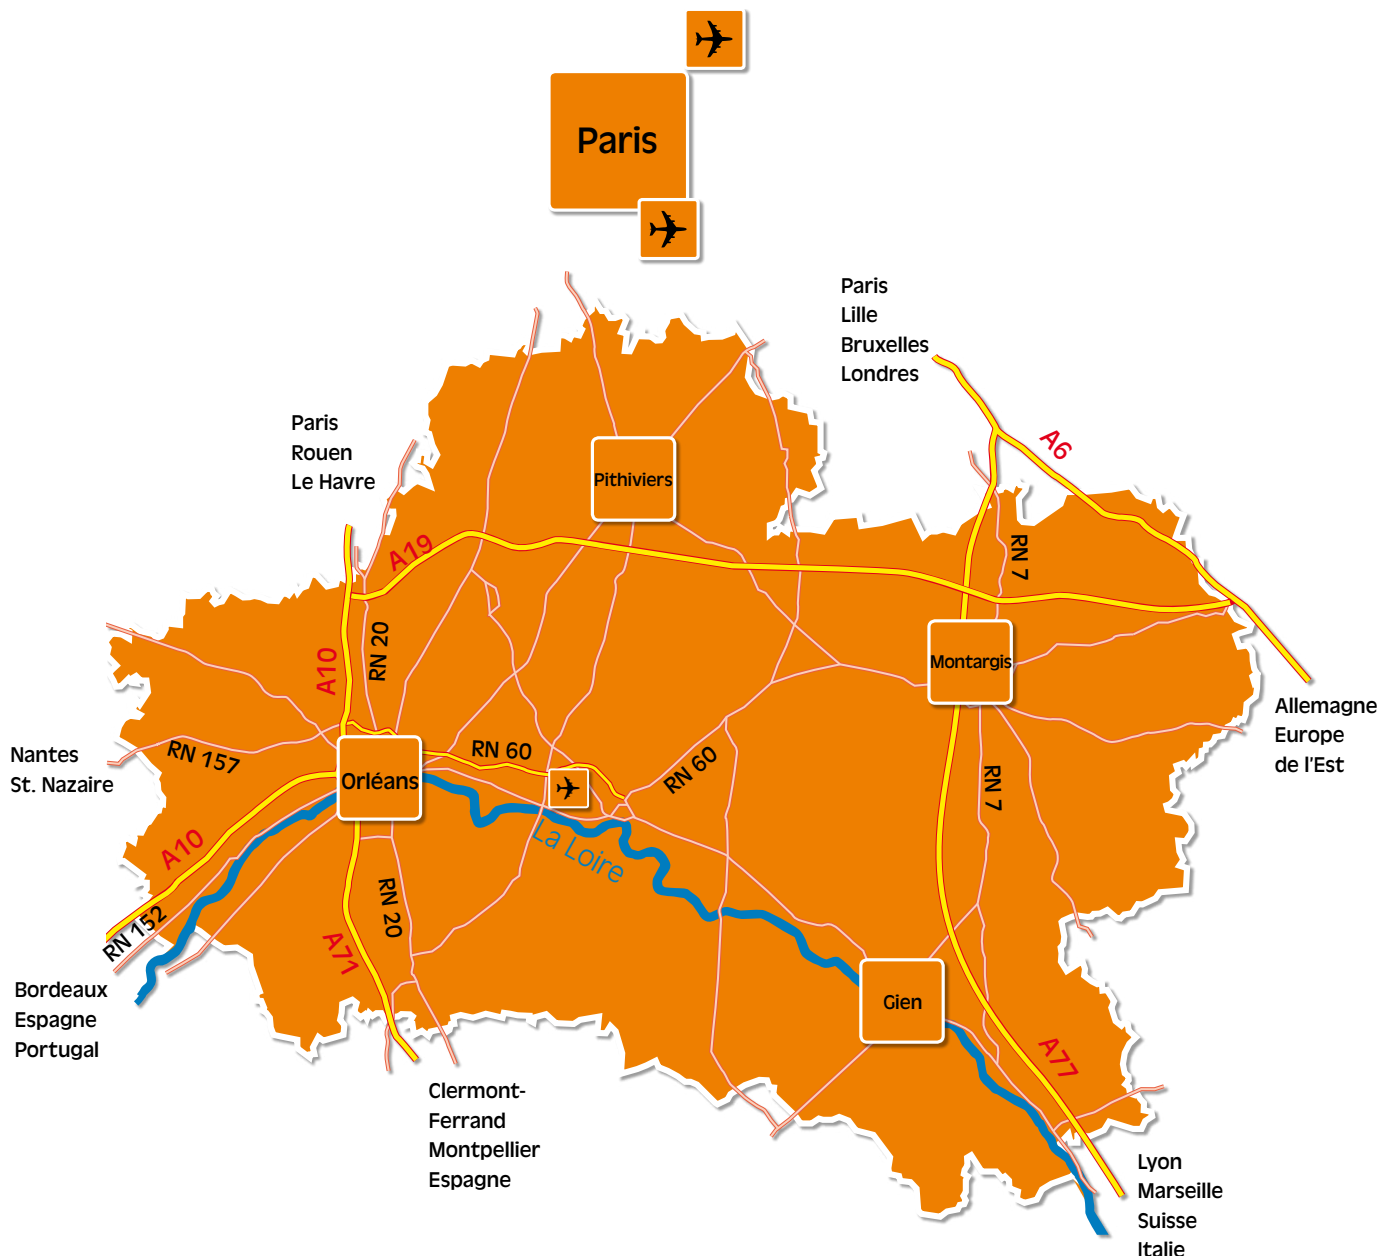 Paris
Paris
Lille
Bruxelles
Londres
Paris
Rouen
Le Havre
A6
Pithiviers
A19
RN 7
RN 20
A10
Montargis
Allemagne
Europe
de l'Est
Nantes
St. Nazaire
RN 157
Orléans
RN 60
RN 60
RN 7
La Loire
A10
RN 152
RN 20
A71
Bordeaux
Espagne
Portugal
Gien
A77
Clermont-
Ferrand
Montpellier
Espagne
Lyon
Marseille
Suisse
Italie